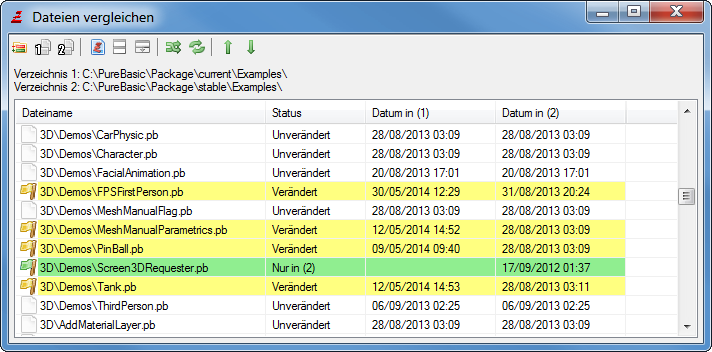 Dateien vergleichen
1 2
Verzeichnis 1: C:\PureBasic\Package\current\Examples\
Verzeichnis 2: C:\PureBasic\Package\stable\Examples\
Dateiname Status Datum in (1) Datum in (2)
3D\Demos\CarPhysic.pb Unverändert 28/08/2013 03:09 28/08/2013 03:09
3D\Demos\Character.pb Unverändert 28/08/2013 03:09 28/08/2013 03:09
3D\Demos\FacialAnimation.pb Unverändert 20/08/2013 17:01 20/08/2013 17:01
3D\Demos\FPSFirstPerson.pb Verändert 30/05/2014 12:29 31/08/2013 20:24
3D\Demos\MeshManualFlag.pb Unverändert 28/08/2013 03:09 28/08/2013 03:09
3D\Demos\MeshManualParametrics.pb Verändert 12/05/2014 14:52 28/08/2013 03:09
3D\Demos\PinBall.pb Verändert 09/05/2014 09:40 28/08/2013 03:09
3D\Demos\Screen3DRequester.pb Nur in (2) 17/09/2012 01:37
3D\Demos\Tank.pb Verändert 12/05/2014 14:53 28/08/2013 03:11
3D\Demos\ThirdPerson.pb Unverändert 06/09/2013 02:25 06/09/2013 02:25
3D\AddMaterialLayer.pb Unverändert 28/08/2013 03:09 28/08/2013 03:09